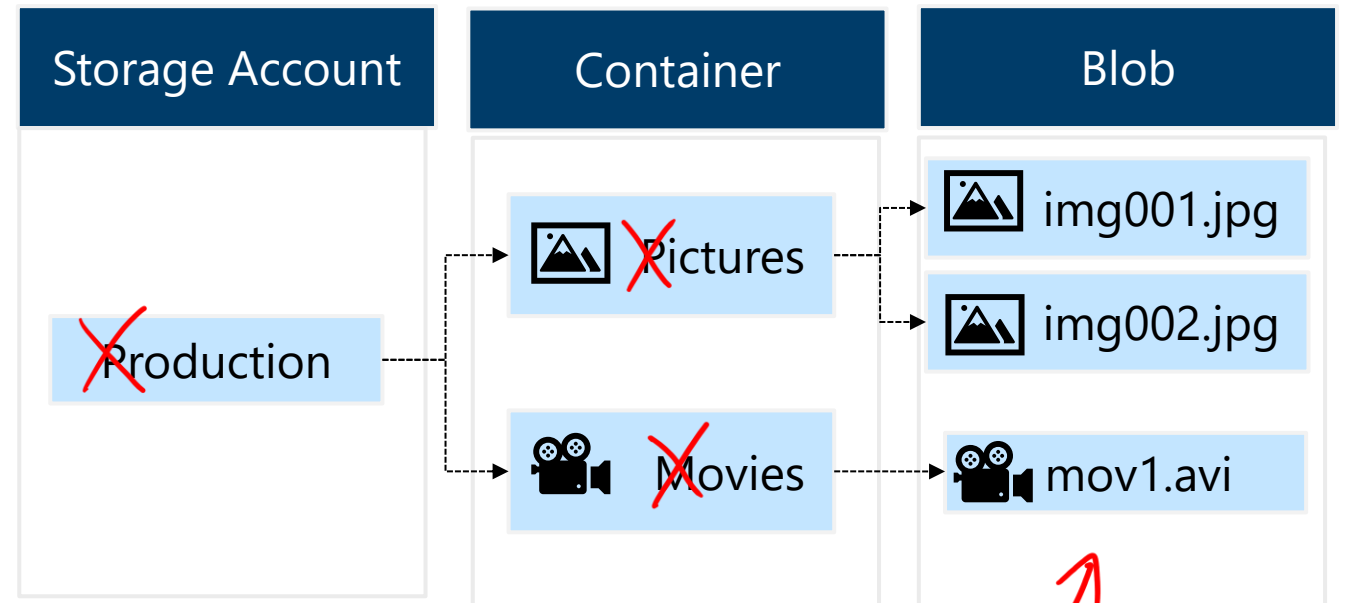 Storage Account
Container
Blob
Production
Pictures
Movies
img001.jpg
img002.jpg
mov1.avi